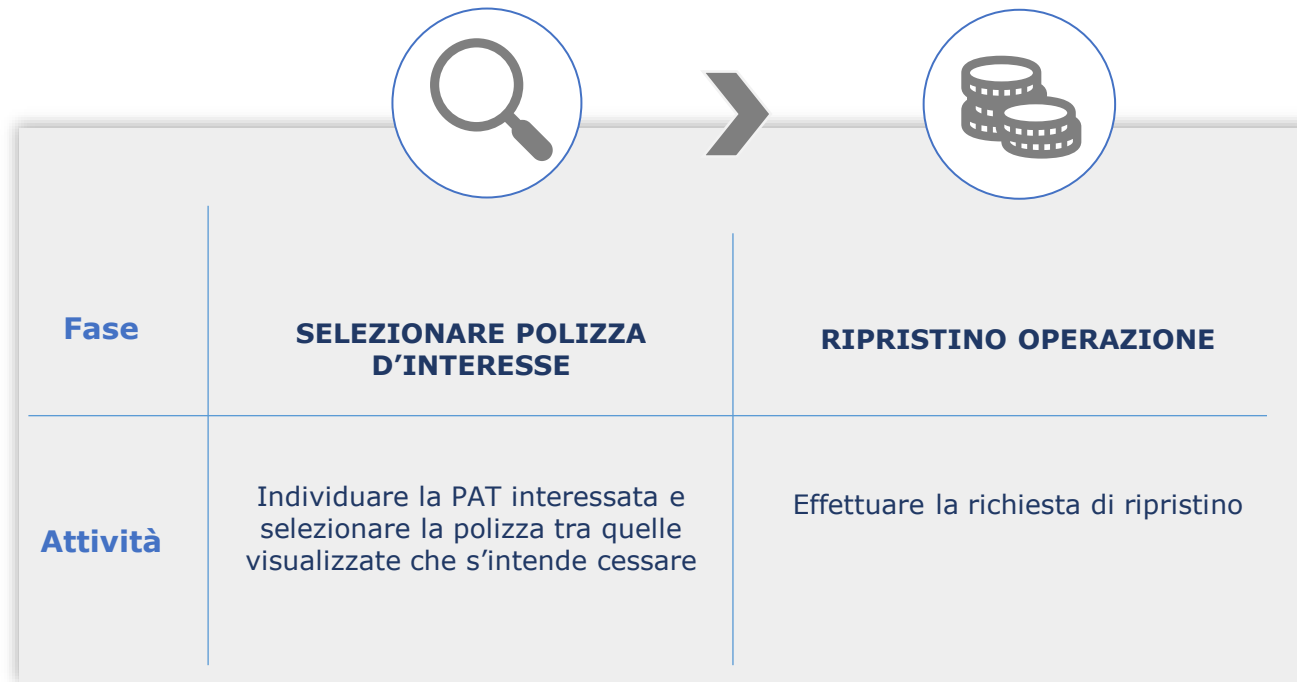 Fase
SELEZIONARE POLIZZA
D’INTERESSE
RIPRISTINO OPERAZIONE
Attività
Individuare la PAT interessata e
selezionare la polizza tra quelle
visualizzate che s’intende cessare
Effettuare la richiesta di ripristino